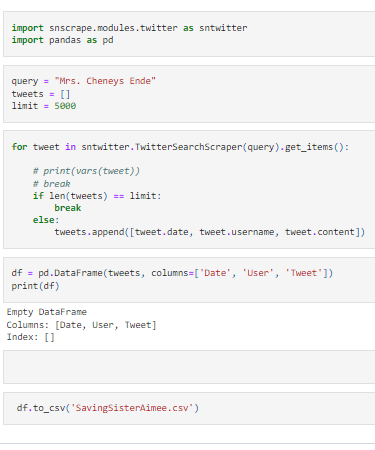 import snscrape.modules.twitter as sntwitter
import pandas as pd
query = "Mrs. Cheneys Ende"
tweets = []
limit = 5000
for tweet in sntwitter.TwitterSearchScraper(query).get_items():
# print(vars(tweet))
# break
if len(tweets) == limit:
break
else:
tweets.append([tweet.date, tweet.username, tweet.content])
df = pd.DataFrame(tweets, columns=['Date', 'User', 'Tweet'])
print(df)
Empty DataFrame
Columns: [Date, User, Tweet]
Index: []
df.to_csv('SavingSisterAimee.csv')